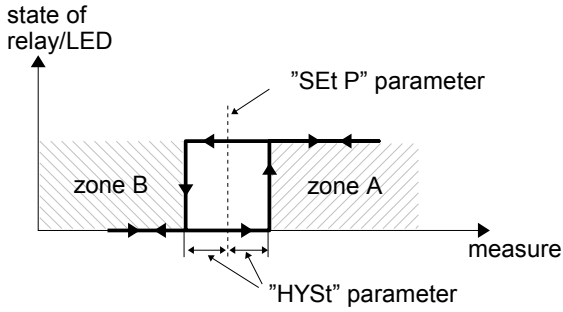 state of
relay/LED
”SEt P” parameter
zone B
zone A
measure
”HYSt” parameter